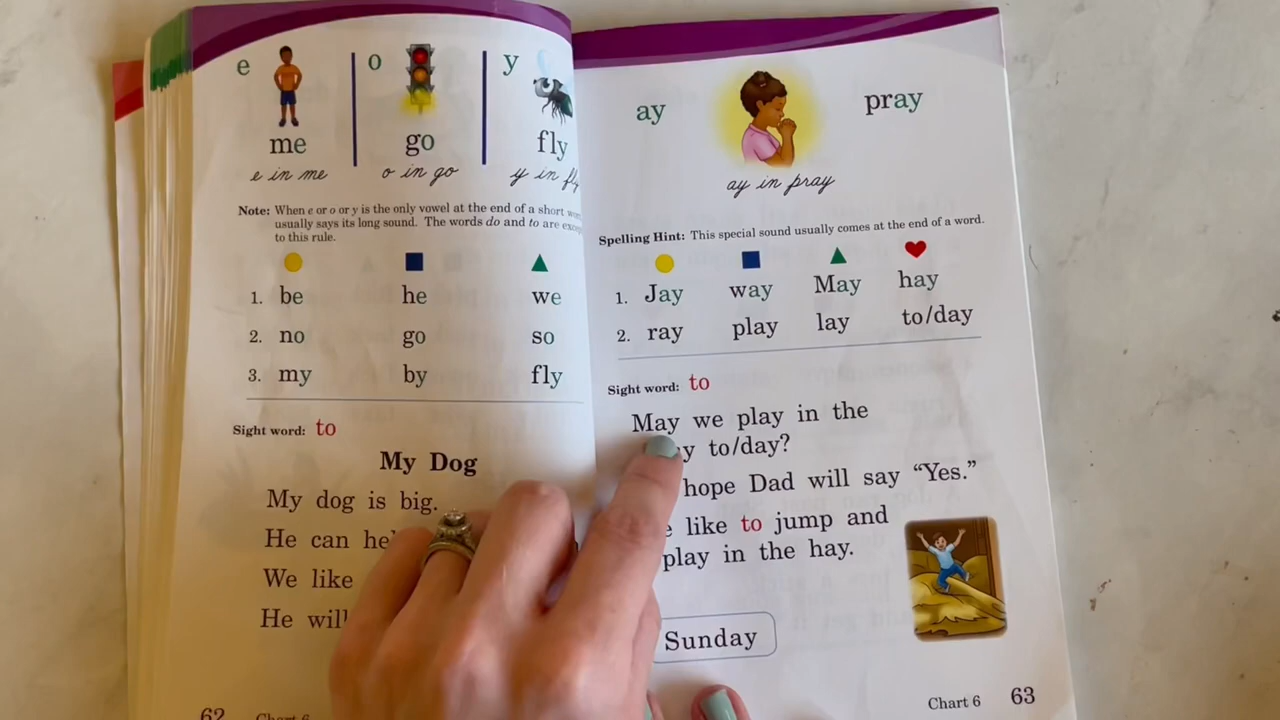 e
o
y
me
go
fly
e in me
o in go
y in fly
Note: When e or o or y is the only vowel at the end of a short
usually says its long sound. The words do and to are
to this rule.
1. be he we
2. no go so
3. my by fly
Sight word: to
My Dog
My dog is big.
He can
We like
He will
62 Chart 6
ay
pray
ay in pray
Spelling Hint: This special sound usually comes at the end of a word.
1. Jay way May hay
2. ray play lay to/day
Sight word: to
May we play in the
to/day?
hope Dad will say “Yes.”
like to jump and
play in the hay.
Sunday
Chart 6 63